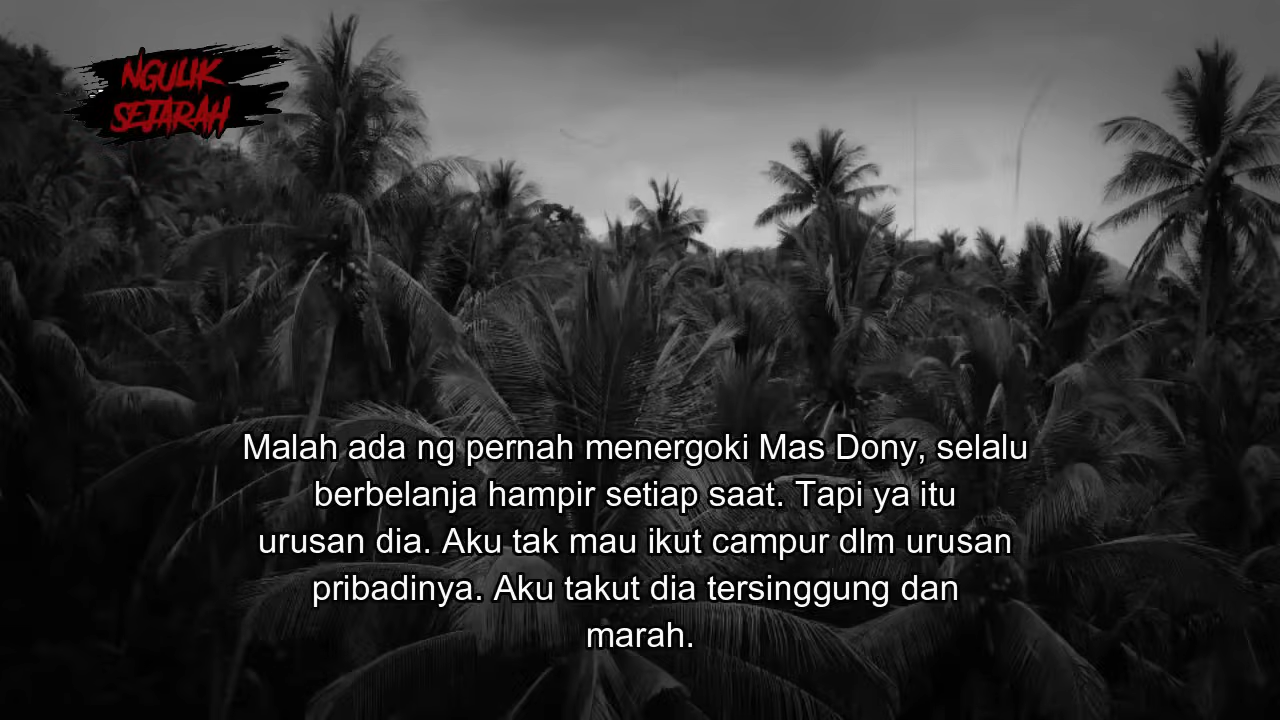 NGULIK
SEJARAH
Malah ada ng pernah menergoki Mas Dony, selalu
berbelanja hampir setiap saat. Tapi ya itu
urusan dia. Aku tak mau ikut campur dlm urusan
pribadinya. Aku takut dia tersinggung dan
marah.